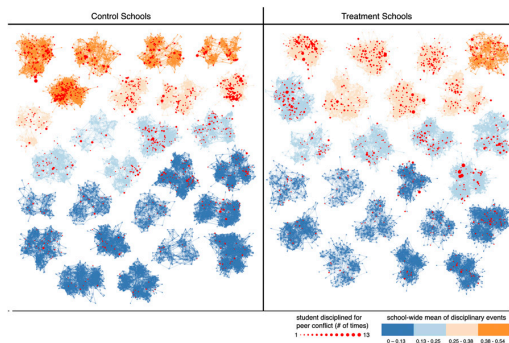 Control Schools
Treatment Schools
student disciplined for
peer conflict (# of times)
1 13
school-wide mean of disciplinary events
0 – 0.13 0.13 - 0.25 0.25 - 0.38 0.38 - 0.54